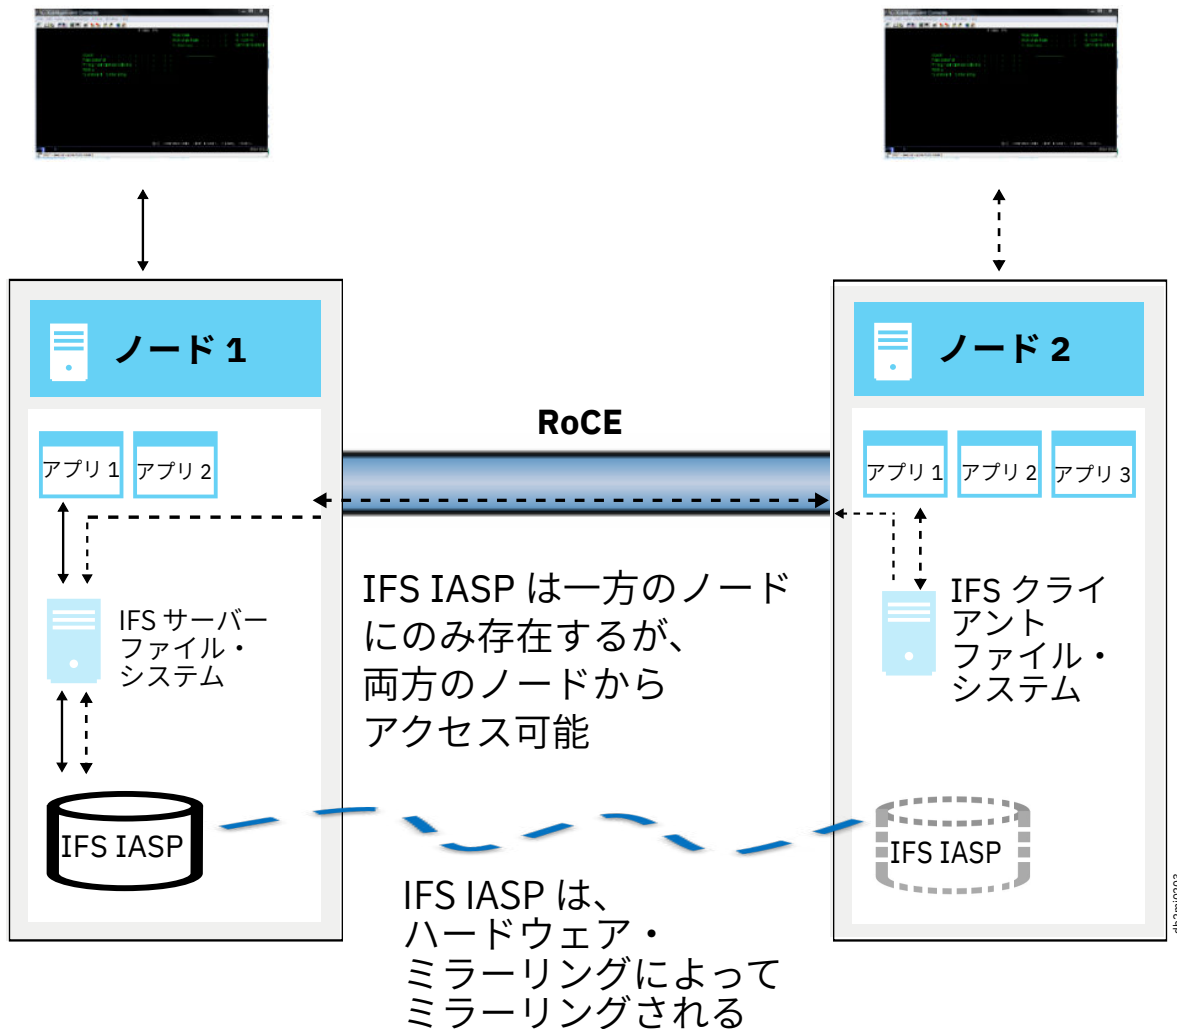 ノード 1
ノード 2
RoCE
アプリ 1
アプリ 2
アプリ 1
アプリ 2
アプリ 3
IFS サーバー
ファイル・
システム
IFS IASP は一方のノード
にのみ存在するが、
両方のノードから
アクセス可能
IFS クライ
アント
ファイル・
システム
IFS IASP
IFS IASP
IFS IASP は、
ハードウェア・
ミラーリングによって
ミラーリングされる